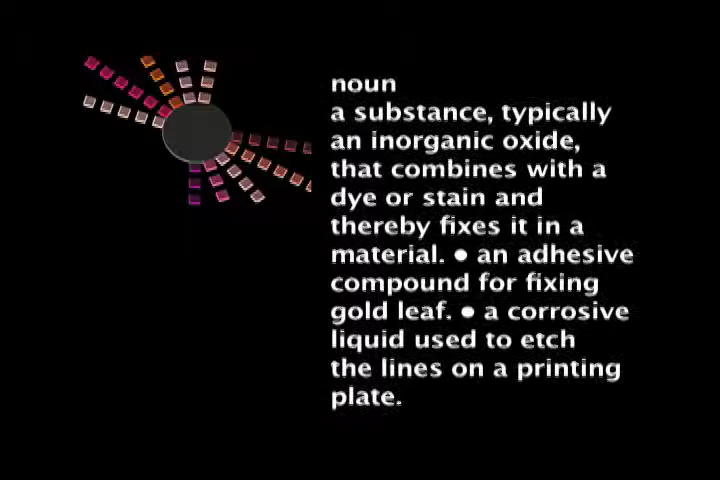 noun
a substance, typically
an inorganic oxide,
that combines with a
dye or stain and
thereby fixes it in a
material. ● an adhesive
compound for fixing
gold leaf. ● a corrosive
liquid used to etch
the lines on a printing
plate.